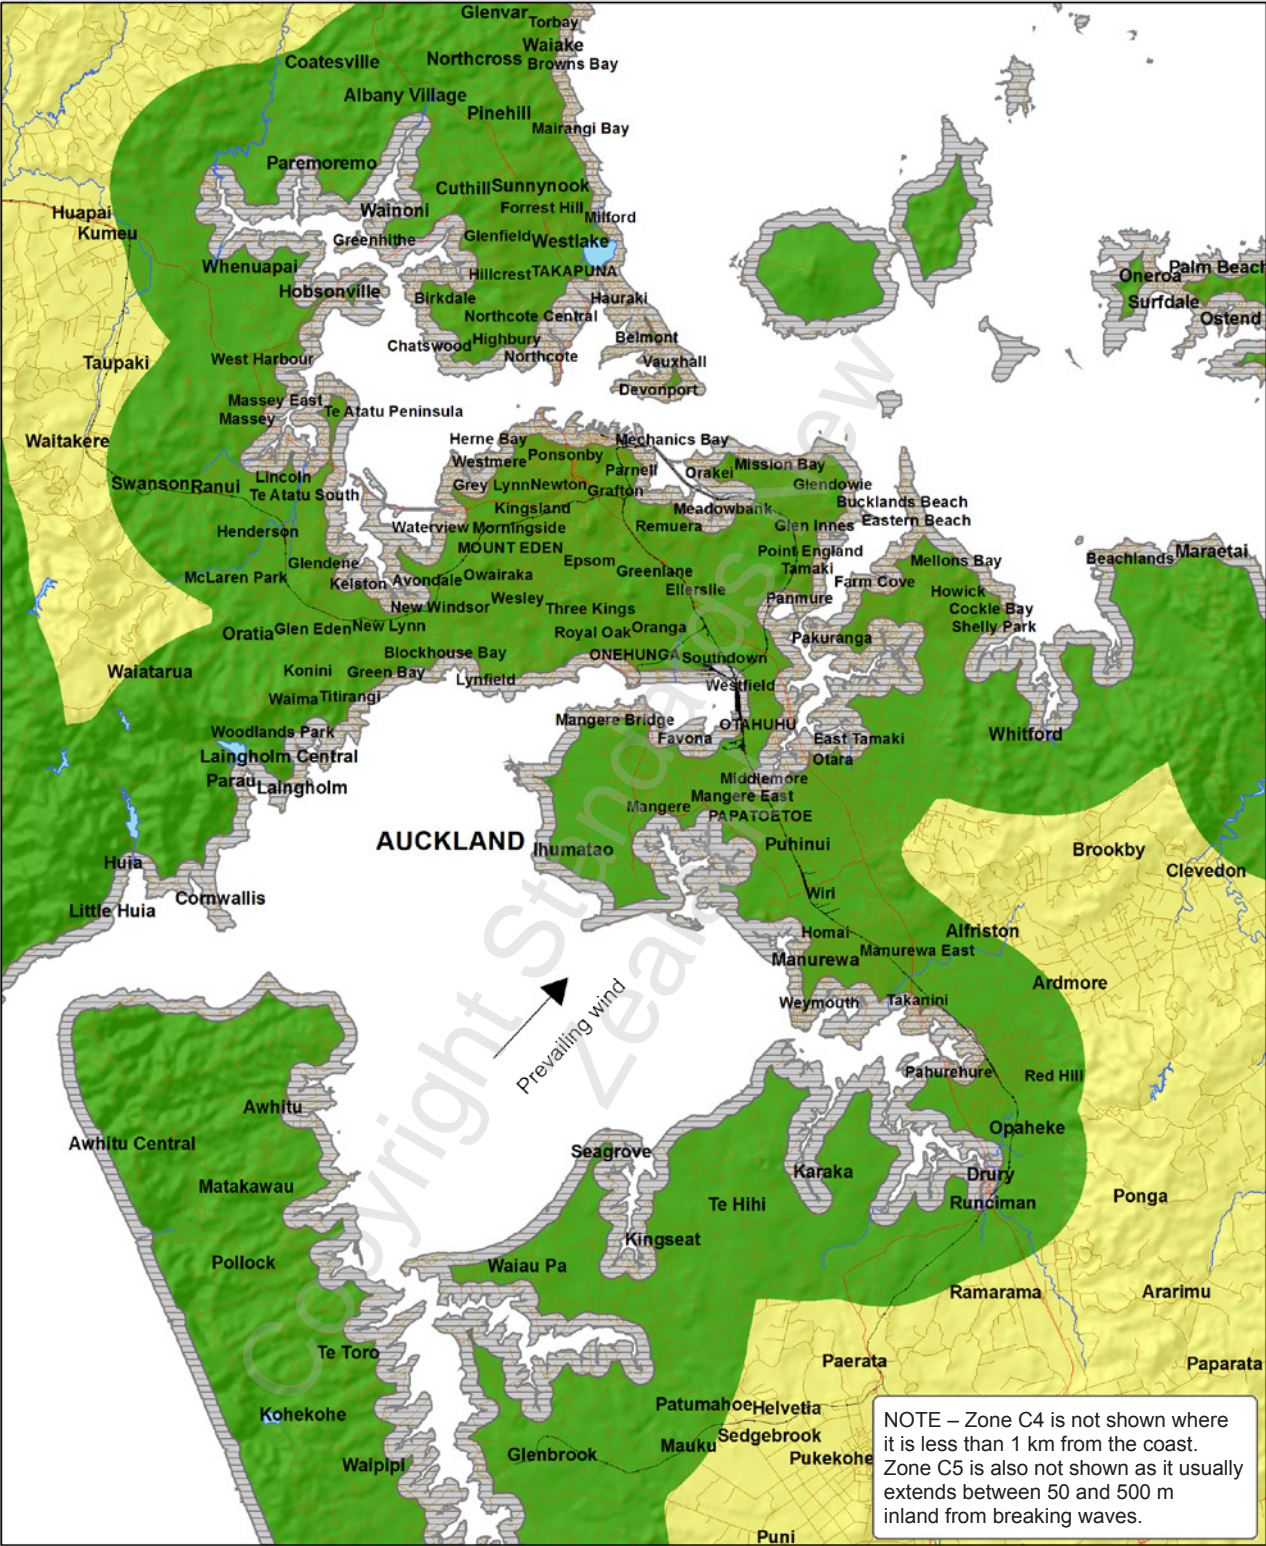 Glenvar
Torbay
Waiake
Coatesville
Northcross
Browns Bay
Albany Village
Pinehill
Mairangi Bay
Paremoremo
Cuthill
Sunnynook
Wainoni
Forrest Hill
Milford
Huapai
Kumeu
Greenhithe
Glenfield
Westlake
Whenuapai
Hillcrest
TAKAPUNA
Oneroa
Palm Beach
Hobsonville
Birkdale
Hauraki
Surfdale
Northcote Central
Ostend
Chatswood
Highbury
Belmont
West Harbour
Northcote
Taupaki
Vauxhall
Devonport
Massey East
Massey
Te Atatu Peninsula
Waitakere
Herne Bay
Mechanics Bay
Westmere
Ponsonby
Parnell
Orakei
Mission Bay
Swanson
Ranui
Lincoln
Grey Lynn
Newton
Grafton
Glendowie
Te Atatu South
Bucklands Beach
Kingsland
Meadowbank
Henderson
Waterview
Morningside
Remuera
Glen Innes
Eastern Beach
MOUNT EDEN
Point England
Glendene
Epsom
Greenlane
Tamaki
Mellons Bay
Beachlands
Maraetai
McLaren Park
Kelston
Avondale
Owairaka
Ellerslie
Farm Cove
Howick
New Windsor
Wesley
Three Kings
Panmure
Cockle Bay
Oratia
Glen Eden
New Lynn
Royal Oak
Oranga
Pakuranga
Shelly Park
Blockhouse Bay
ONEHUNGA
Southdown
Waiatarua
Konini
Green Bay
Lynfield
Westfield
Waima
Titirangi
Mangere Bridge
OTAHUHU
Woodlands Park
Favona
East Tamaki
Whitford
Laingholm Central
Otara
Parau
Laingholm
Middlemore
Mangere
Mangere East
PAPATOETOE
AUCKLAND
Ihumatao
Puhinui
Brookby
Huia
Clevedon
Cornwallis
Wiri
Little Huia
Homai
Alfriston
Manurewa
Manurewa East
Ardmore
Weymouth
Takanini
Prevailing wind
Pahurehure
Red Hill
Awhitu
Opaheke
Awhitu Central
Seagrove
Karaka
Drury
Matakawau
Te Hihi
Runciman
Ponga
Kingseat
Pollock
Waiau Pa
Ramarama
Ararimu
Te Toro
Paerata
Paparata
Kohekohe
Patumahoe
Helvetia
Sedgebrook
Mauku
Waipipi
Glenbrook
Pukekohe
Puni
NOTE – Zone C4 is not shown where
it is less than 1 km from the coast.
Zone C5 is also not shown as it usually
extends between 50 and 500 m
inland from breaking waves.
Copyright Standards New
Zealand